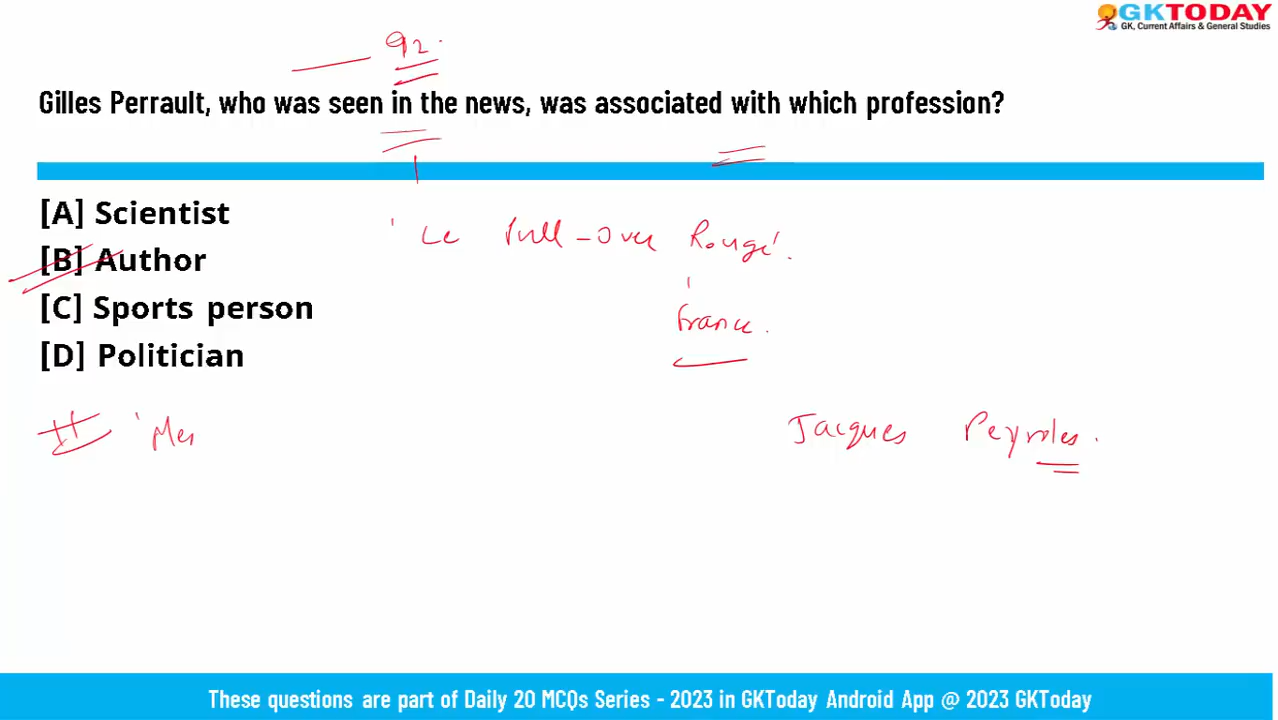 GKTODAY
GK, Current Affairs & General Studies
92.
Gilles Perrault, who was seen in the news, was associated with which profession?
[A] Scientist
[B] Author
[C] Sports person
[D] Politician
'Le Pull-Over Rouge'.
France.
'Mes
Jacques Peyroles.
These questions are part of Daily 20 MCQs Series - 2023 in GKToday Android App @ 2023 GKToday